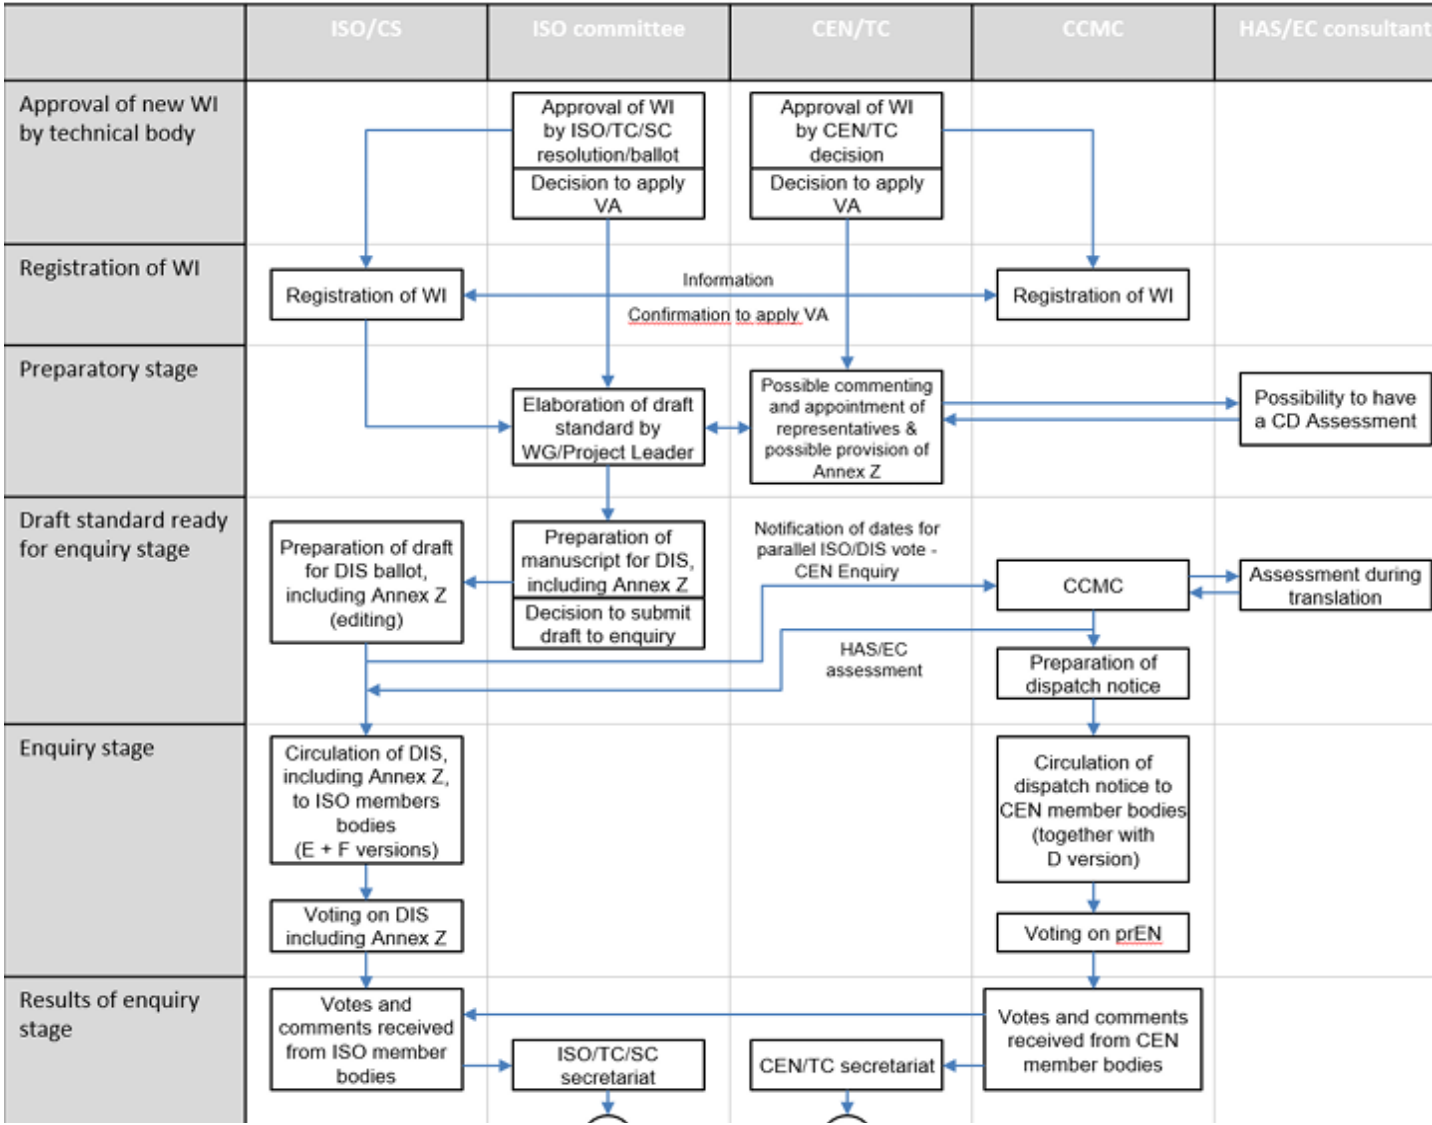 ISO/CS
ISO committee
CEN/TC
CCMC
HAS/EC consultant
Approval of new WI
by technical body
Approval of WI
by ISO/TC/SC
resolution/ballot
Decision to apply
VA
Approval of WI
by CEN/TC
decision
Decision to apply
VA
Registration of WI
Registration of WI
Information
Confirmation to apply VA
Registration of WI
Preparatory stage
Elaboration of draft
standard by
WG/Project Leader
Possible commenting
and appointment of
representatives &
possible provision of
Annex Z
Possibility to have
a CD Assessment
Draft standard ready
for enquiry stage
Preparation of draft
for DIS ballot,
including Annex Z
(editing)
Preparation of
manuscript for DIS,
including Annex Z
Decision to submit
draft to enquiry
Notification of dates for
parallel ISO/DIS vote -
CEN Enquiry
HAS/EC
assessment
CCMC
Preparation of
dispatch notice
Assessment during
translation
Enquiry stage
Circulation of DIS,
including Annex Z,
to ISO members
bodies
(E + F versions)
Voting on DIS
including Annex Z
Circulation of
dispatch notice to
CEN member bodies
(together with
D version)
Voting on prEN
Results of enquiry
stage
Votes and
comments received
from ISO member
bodies
ISO/TC/SC
secretariat
CEN/TC secretariat
Votes and comments
received from CEN
member bodies